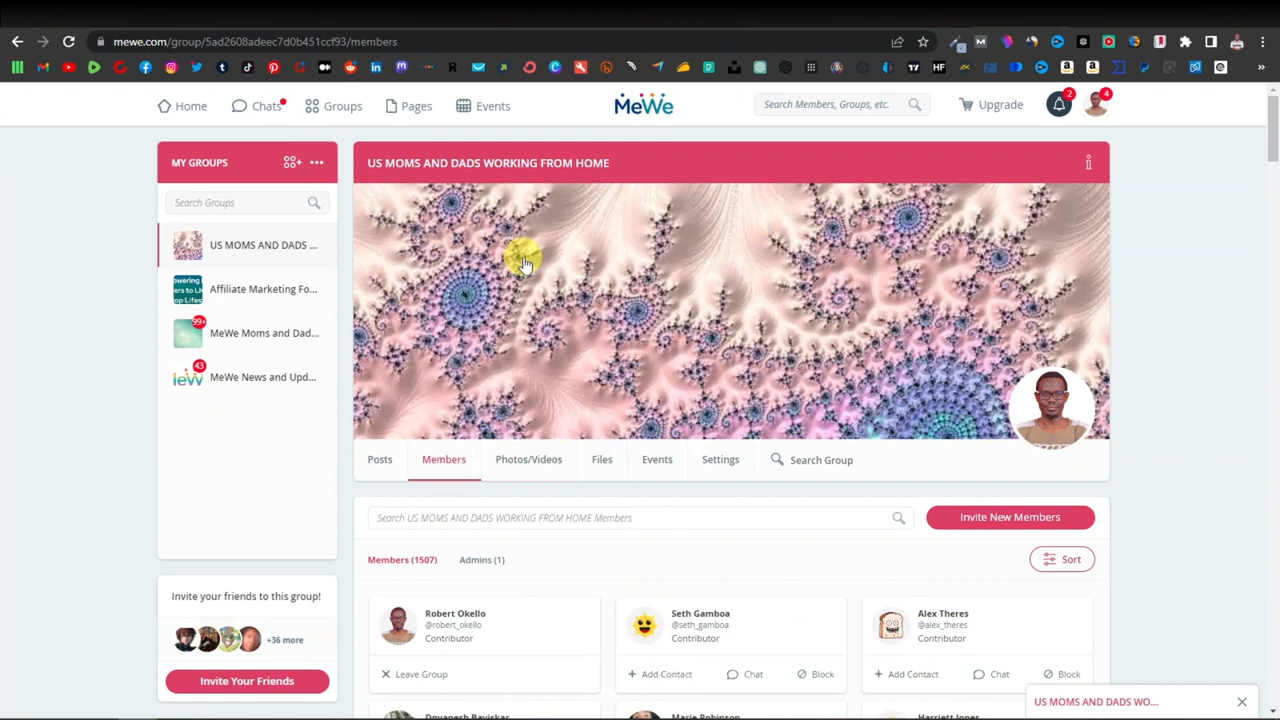 mewe.com/group/5ad2608adeec7d0b451ccf93/members
Home
Chats
Groups
Pages
Events
MeWe
Search Members, Groups, etc.
Upgrade
2
4
MY GROUPS
Search Groups
US MOMS AND DADS ...
Affiliate Marketing Fo...
99+
MeWe Moms and Dad...
43
MeWe News and Upd...
Invite your friends to this group!
+36 more
Invite Your Friends
US MOMS AND DADS WORKING FROM HOME
Posts
Members
Photos/Videos
Files
Events
Settings
Search Group
Search US MOMS AND DADS WORKING FROM HOME Members
Invite New Members
Members (1507)
Admins (1)
Sort
Robert Okello
@robert_okello
Contributor
Leave Group
Seth Gamboa
@seth_gamboa
Contributor
Add Contact
Chat
Block
Alex Theres
@alex_theres
Contributor
Add Contact
Chat
Block
US MOMS AND DADS WO...